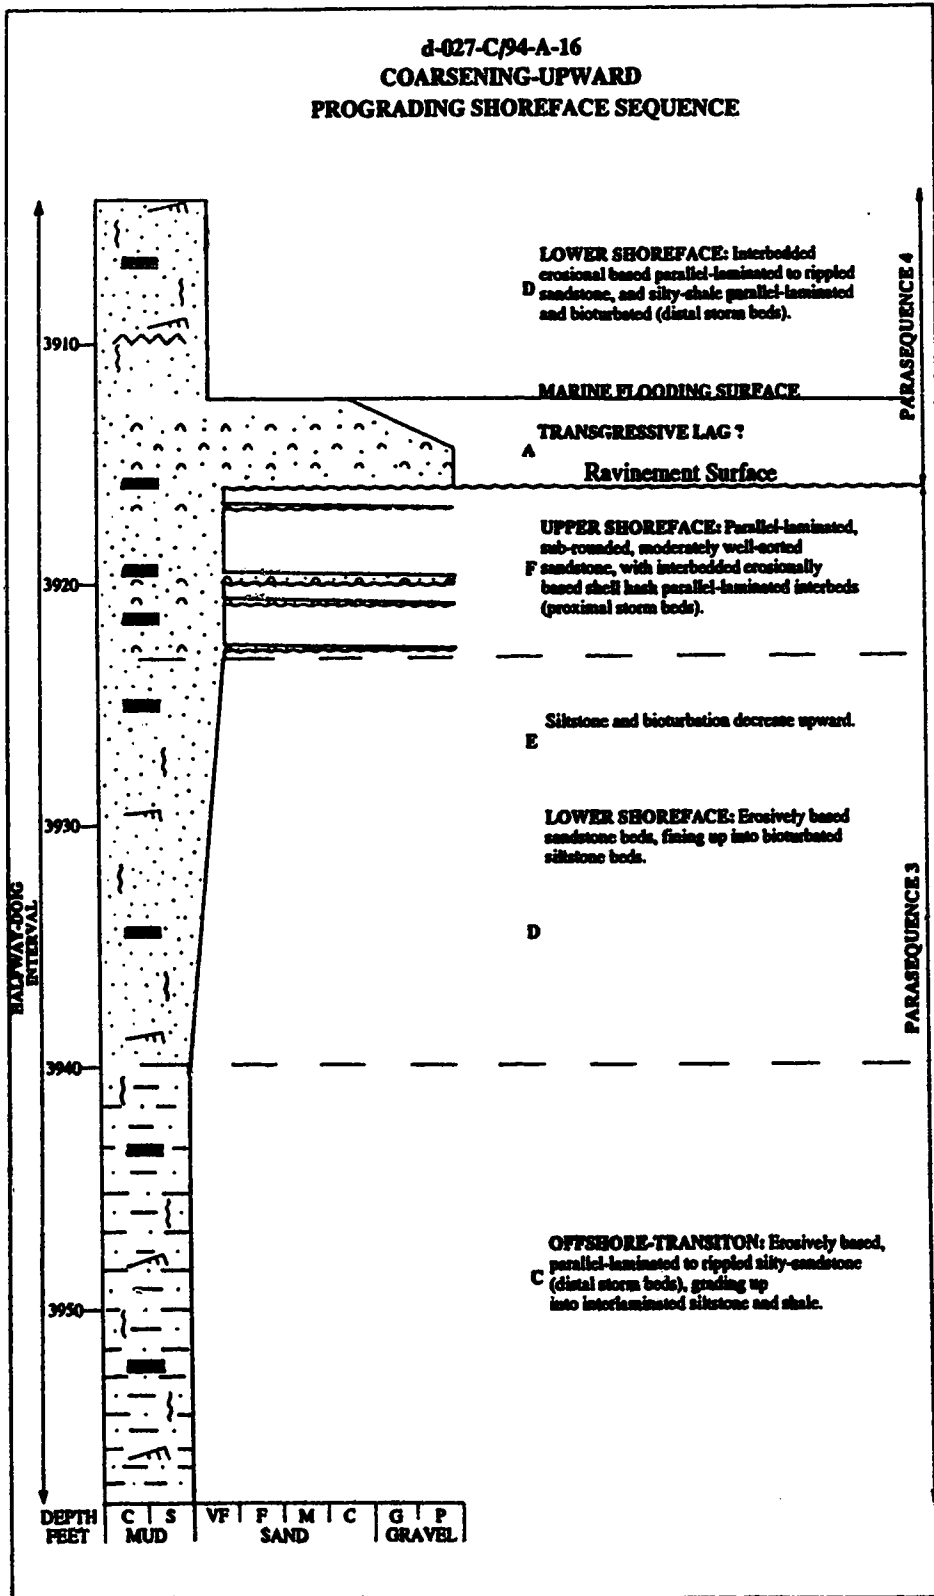 d-027-C/94-A-16
COARSENING-UPWARD
PROGRADING SHOREFACE SEQUENCE
LOWER SHOREFACE: Interbedded
erosional based parallel-laminated to rippled
D sandstone, and silty-shale parallel-laminated
and bioturbated (distal storm beds).
PARASEQUENCE 4
3910
MARINE FLOODING SURFACE
TRANSGRESSIVE LAG ?
A
Ravinement Surface
UPPER SHOREFACE: Parallel-laminated,
sub-rounded, moderately well-sorted
F sandstone, with interbedded erosionally
based shell hash parallel-laminated interbeds
(proximal storm beds).
3920
Siltstone and bioturbation decrease upward.
E
3930
LOWER SHOREFACE: Erosively based
sandstone beds, fining up into bioturbated
siltstone beds.
HALFWAY-DOIG
INTERVAL
D
PARASEQUENCE 3
3940
OFFSHORE-TRANSITON: Erosively based,
parallel-laminated to rippled silty-sandstone
C (distal storm beds), grading up
into interlaminated siltstone and shale.
3950
DEPTH C S VF F M C G P
FEET MUD SAND GRAVEL